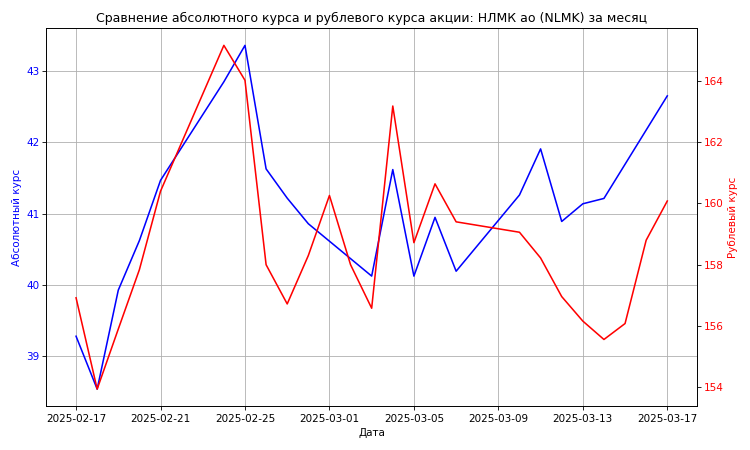 Сравнение абсолютного курса и рублевого курса акции: НЛМК ао (NLMK) за месяц
Абсолютный курс
43
42
41
40
39
Рублевый курс
164
162
160
158
156
154
2025-02-17 2025-02-21 2025-02-25 2025-03-01 2025-03-05 2025-03-09 2025-03-13 2025-03-17
Дата